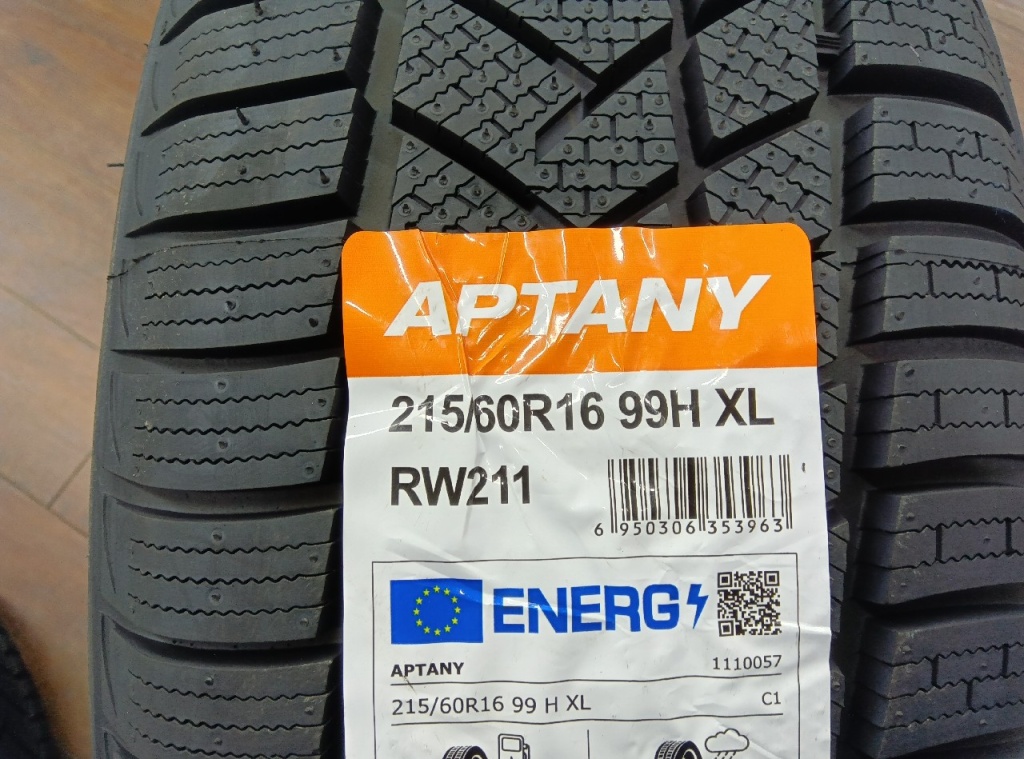 APTANY
215/60R16 99H XL
RW211
6 950306 353963
ENERG
APTANY 1110057
215/60R16 99 H XL C1